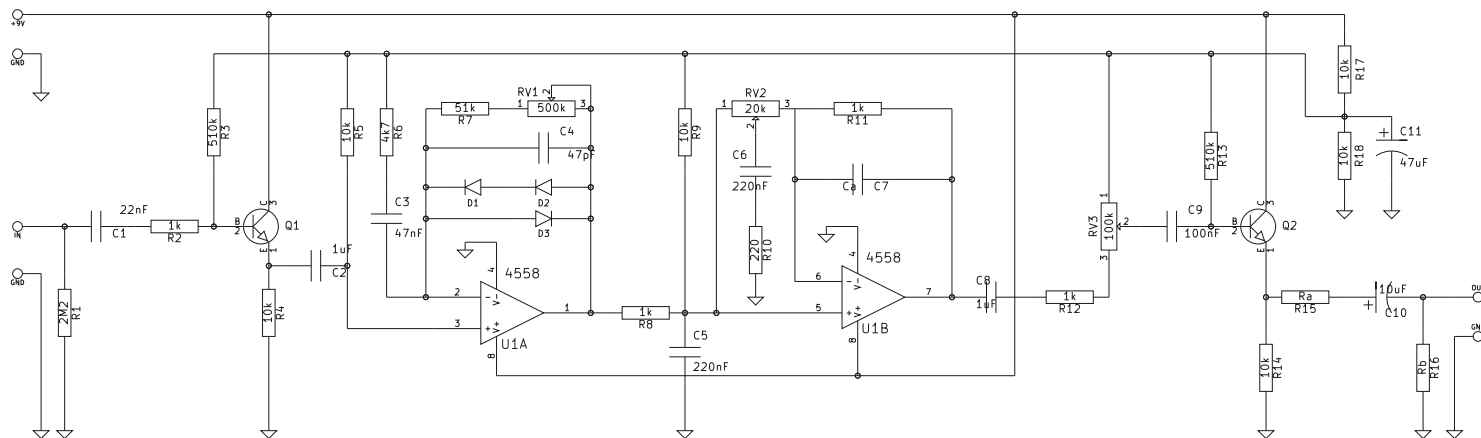 +9V
GND
IN
GND
2M2
R1
22nF
C1
1k
R2
510k
R3
B
2
C
3
E
1
Q1
10k
R4
1uF
C2
10k
R5
4k7
R6
C3
47nF
51k
R7
RV1
1
2
3
500k
C4
47pF
D1
D2
D3
4
4558
2
3
V-
V+
8
1
U1A
1k
R8
10k
R9
C5
220nF
RV2
1
20k
3
2
C6
220nF
220
R10
1k
R11
Ca
C7
4
4558
6
5
V-
V+
8
7
U1B
C8
1uF
1k
R12
RV3
100k
1
2
3
C9
100nF
510k
R13
B
2
C
3
E
1
Q2
10k
R14
Ra
R15
10uF
C10
Rb
R16
10k
R17
10k
R18
C11
47uF
OU
GN